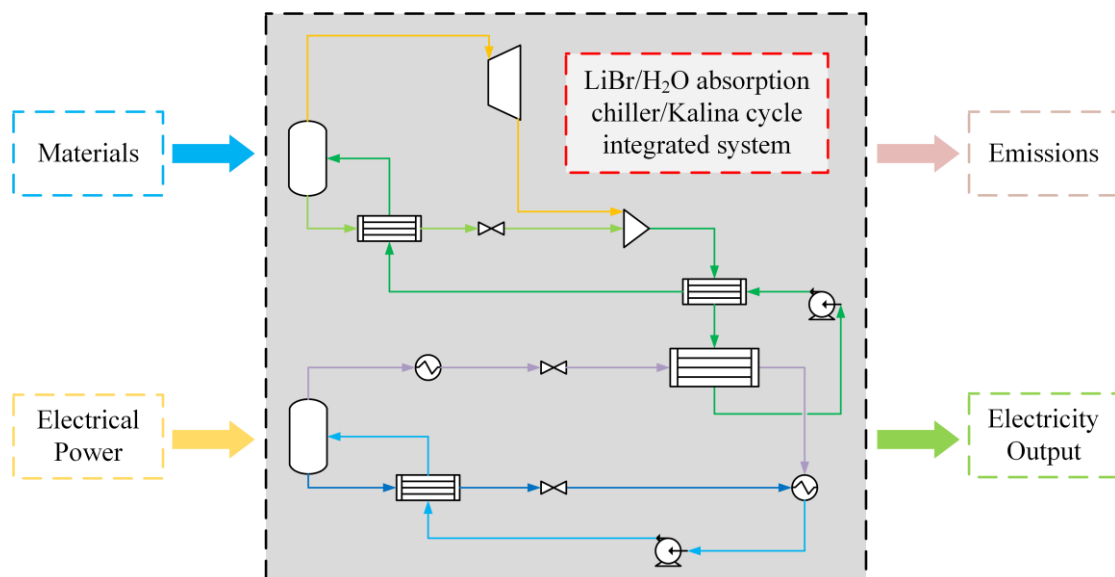 LiBr/H₂O absorption
chiller/Kalina cycle
integrated system
Materials
Emissions
Electrical
Power
Electricity
Output